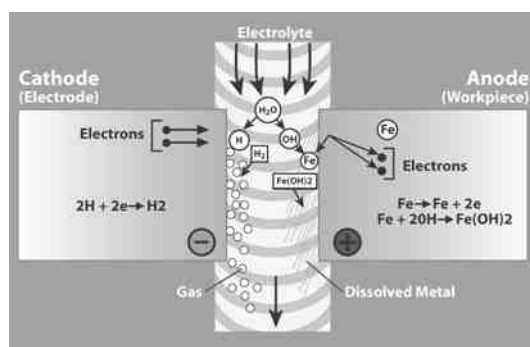 Electrolyte
Cathode
(Electrode)
Anode
(Workpiece)
H2O
H
OH
Fe
Fe
Electrons
H2
Electrons
Fe(OH)2
2H + 2e→H2
Fe→Fe + 2e
Fe + 20H→Fe(OH)2
−
+
Gas
Dissolved Metal